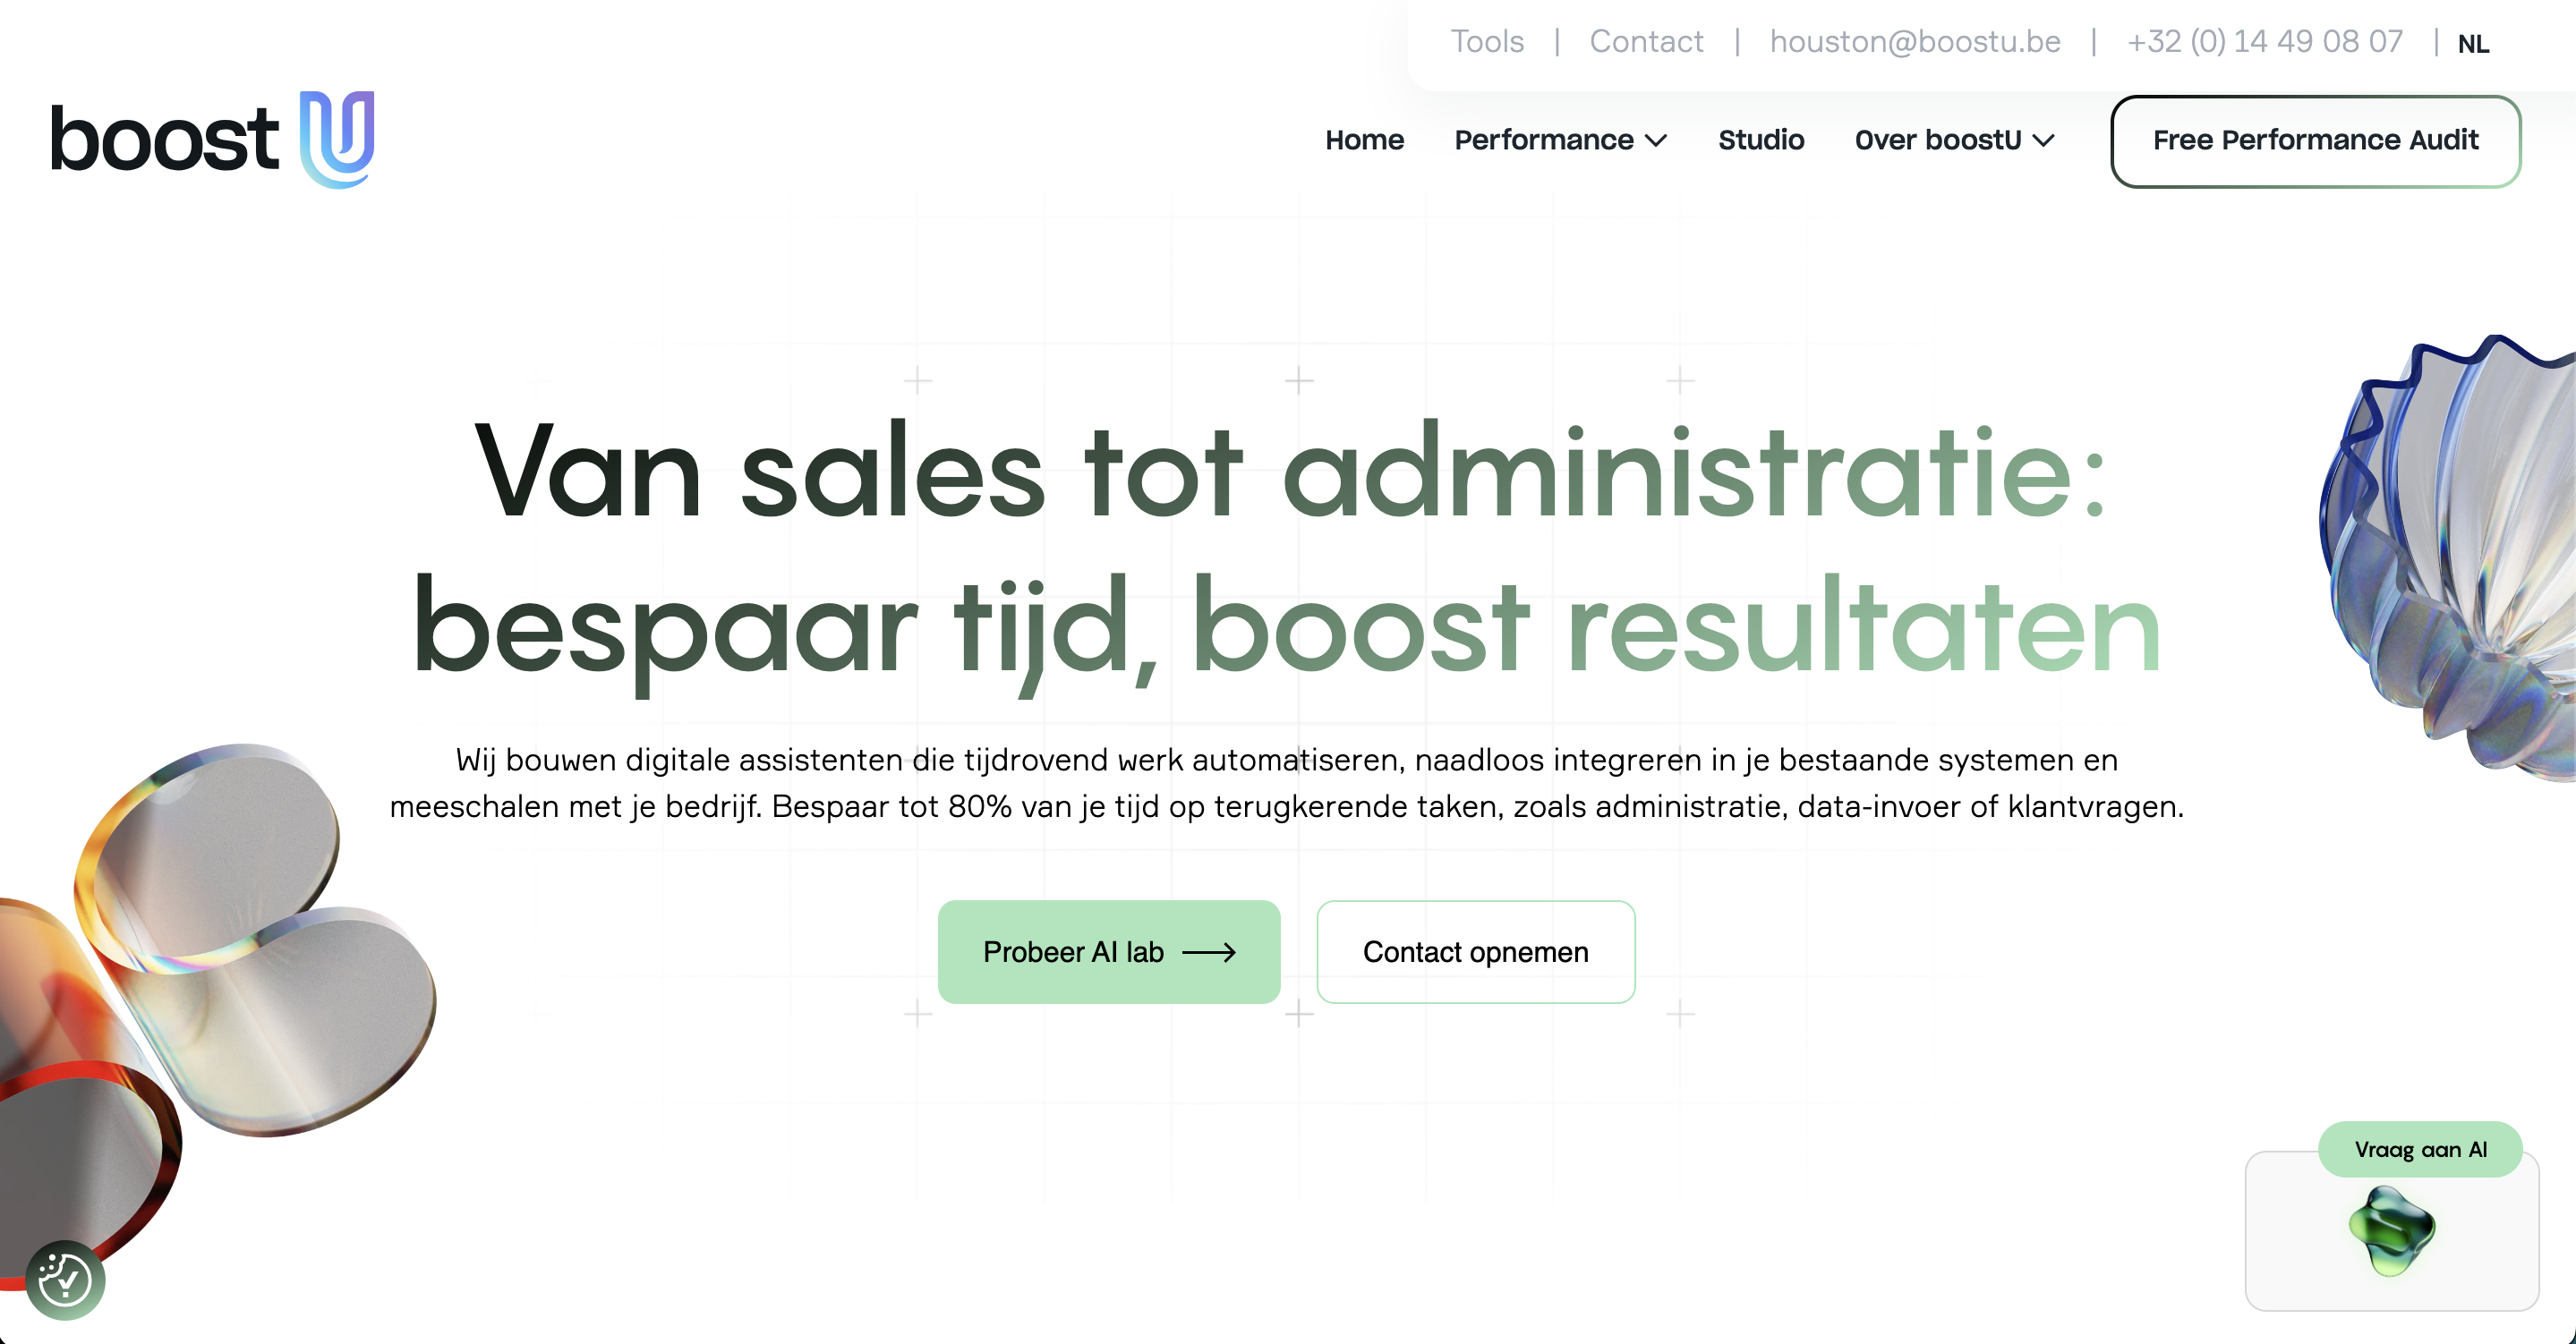 Tools | Contact | houston@boostu.be | +32 (0) 14 49 08 07 | NL
boost U
Home Performance Studio Over boostU Free Performance Audit
Van sales tot administratie:
bespaar tijd, boost resultaten
Wij bouwen digitale assistenten die tijdrovend werk automatiseren, naadloos integreren in je bestaande systemen en
meeschalen met je bedrijf. Bespaar tot 80% van je tijd op terugkerende taken, zoals administratie, data-invoer of klantvragen.
Probeer AI lab Contact opnemen
Vraag aan AI